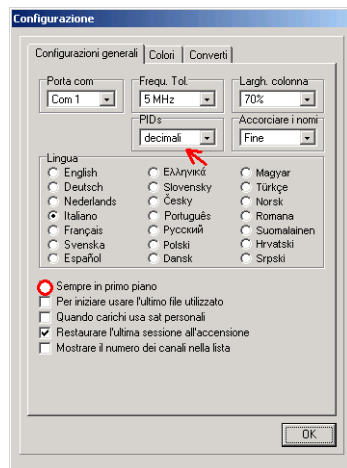 Configurazione
Configurazioni generali Colori Converti
Porta com Frequ. Tol. Largh. colonna
Com 1 5 MHz 70%
PIDs Accorciare i nomi
decimali Fine
Lingua
English Ελληνικά Magyar
Deutsch Slovensky Türkçe
Nederlands Česky Norsk
Italiano Português Romana
Français Русский Suomalainen
Svenska Polski Hrvatski
Español Dansk Srpski
Sempre in primo piano
Per iniziare usare l'ultimo file utilizzato
Quando carichi usa sat personali
Restaurare l'ultima sessione all'accensione
Mostrare il numero dei canali nella lista
OK